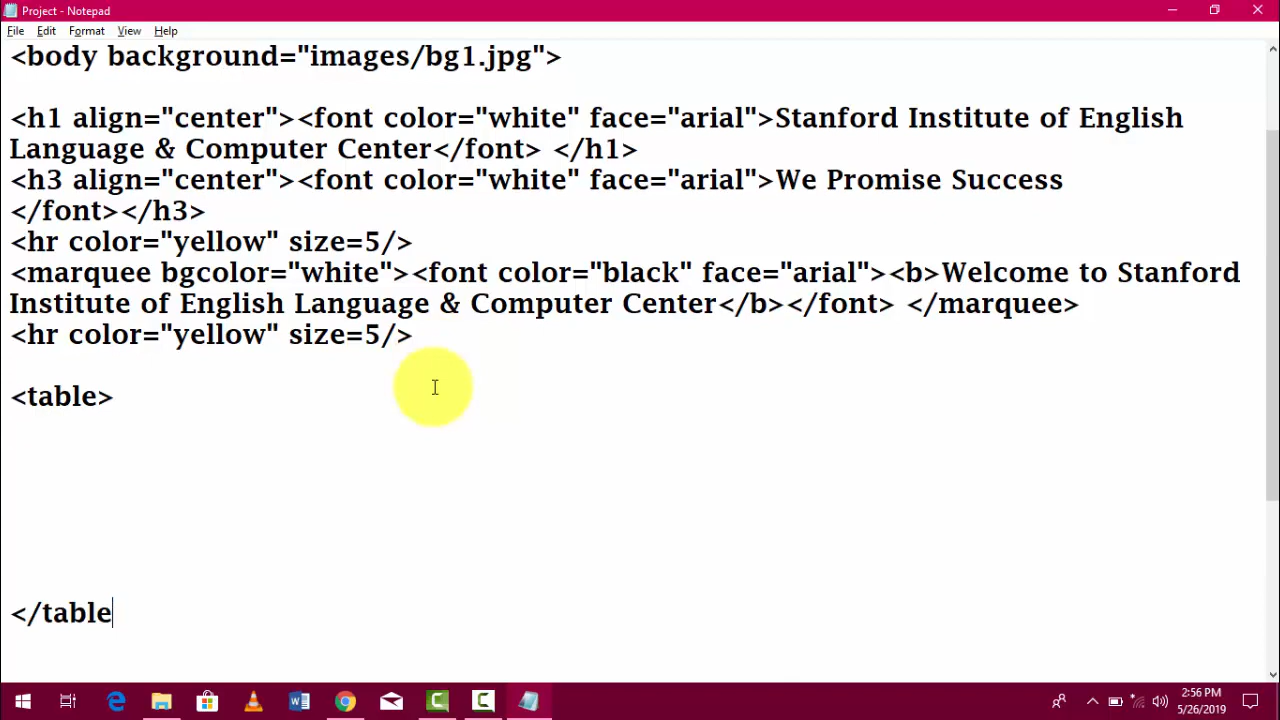 Project - Notepad
File Edit Format View Help
<body background="images/bg1.jpg">
<h1 align="center"><font color="white" face="arial">Stanford Institute of English
Language & Computer Center</font> </h1>
<h3 align="center"><font color="white" face="arial">We Promise Success
</font></h3>
<hr color="yellow" size=5/>
<marquee bgcolor="white"><font color="black" face="arial"><b>Welcome to Stanford
Institute of English Language & Computer Center</b></font> </marquee>
<hr color="yellow" size=5/>
<table>
</table
2:56 PM
5/26/2019